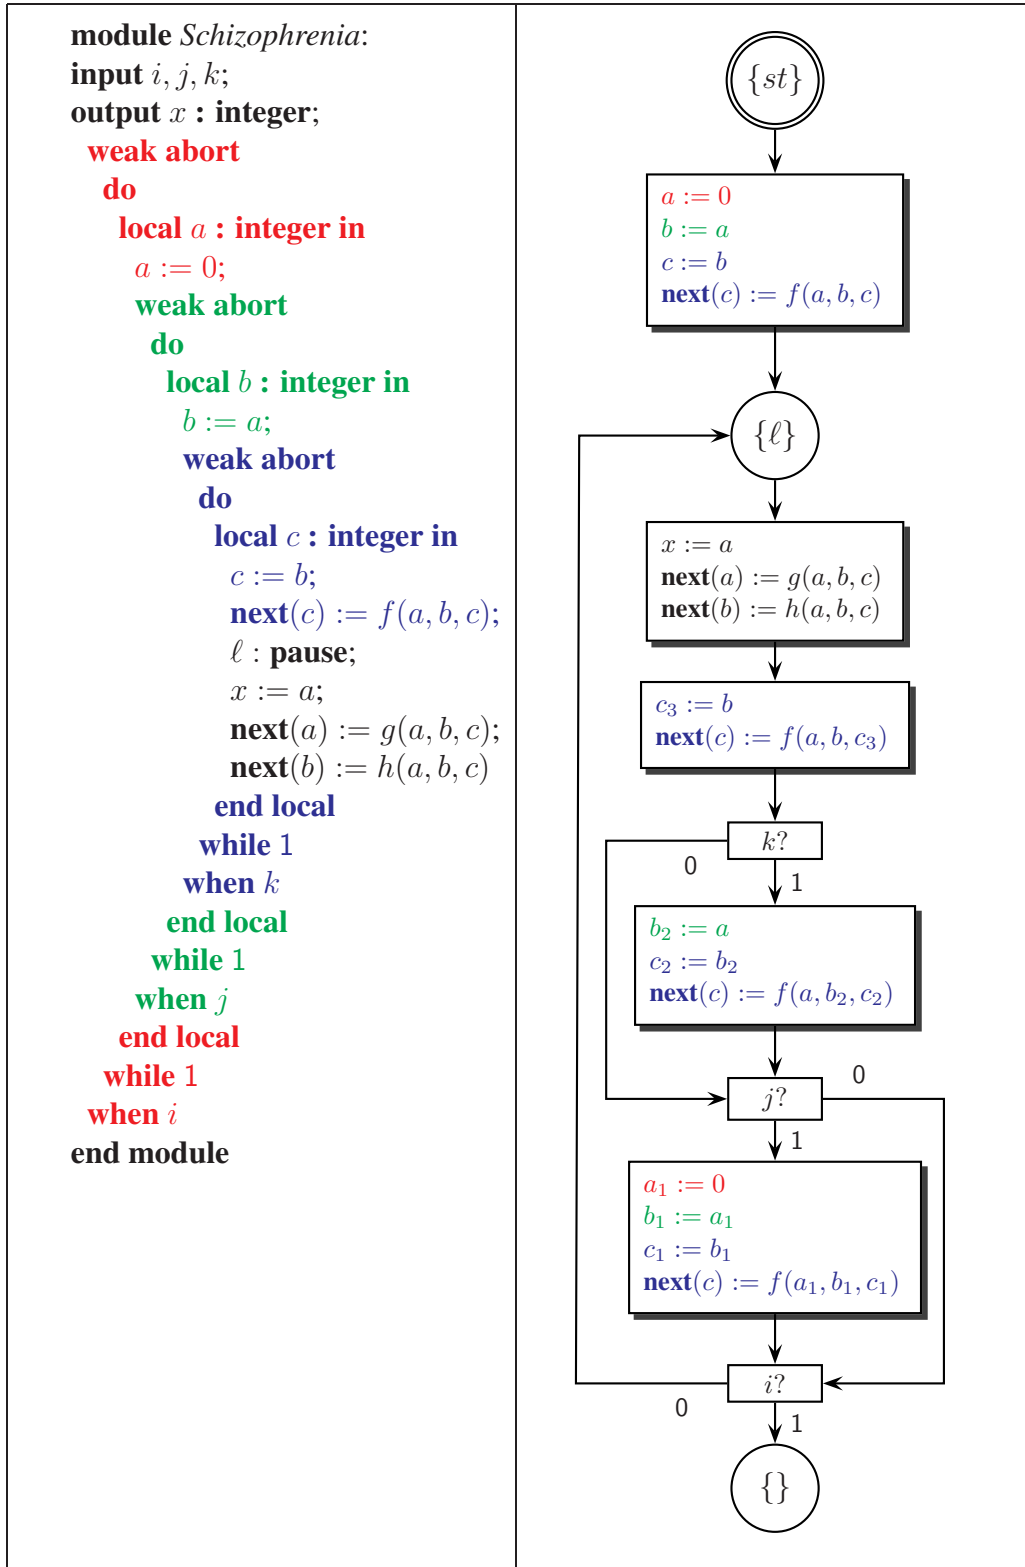 module Schizophrenia:
input i, j, k;
output x : integer;
weak abort
do
local a : integer in
a := 0;
weak abort
do
local b : integer in
b := a;
weak abort
do
local c : integer in
c := b;
next(c) := f(a, b, c);
ℓ : pause;
x := a;
next(a) := g(a, b, c);
next(b) := h(a, b, c)
end local
while 1
when k
end local
while 1
when j
end local
while 1
when i
end module
{st}
a := 0
b := a
c := b
next(c) := f(a, b, c)
{ℓ}
x := a
next(a) := g(a, b, c)
next(b) := h(a, b, c)
c₃ := b
next(c) := f(a, b, c₃)
k?
0
1
b₂ := a
c₂ := b₂
next(c) := f(a, b₂, c₂)
j?
0
1
a₁ := 0
b₁ := a₁
c₁ := b₁
next(c) := f(a₁, b₁, c₁)
i?
0
1
{}